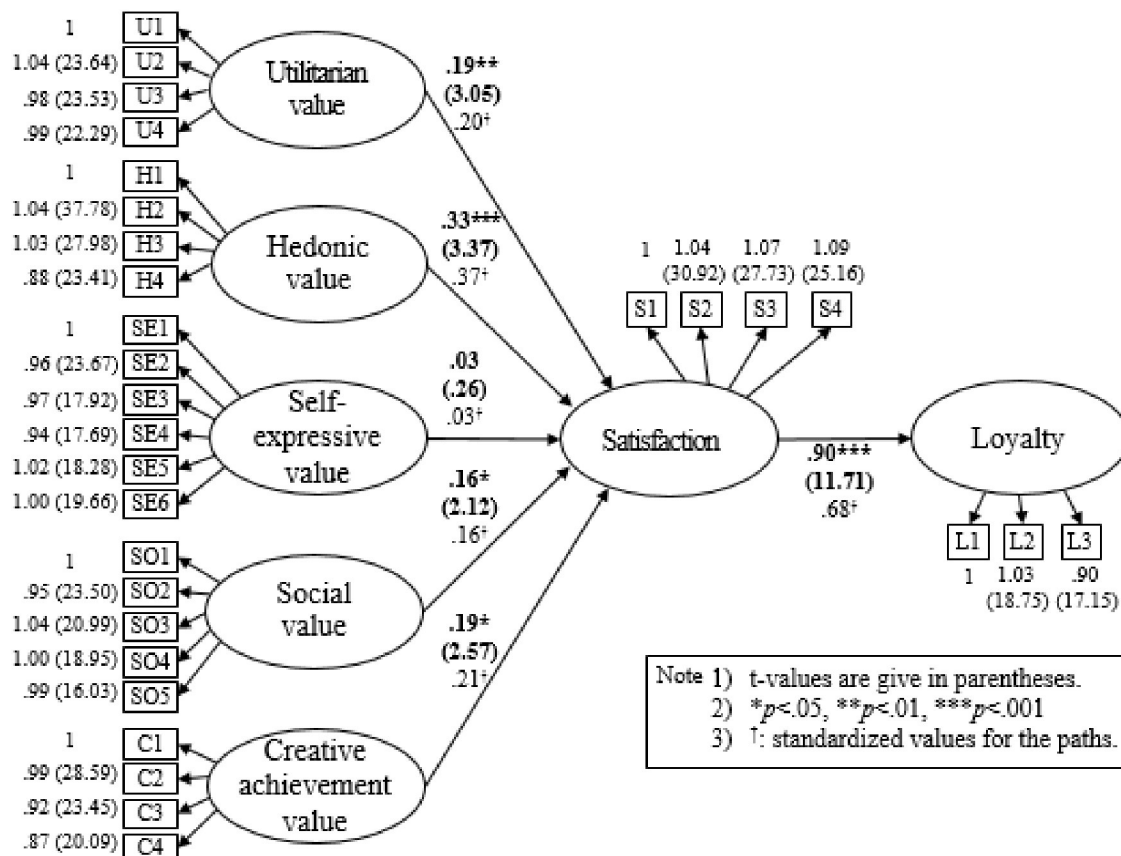 1 U1
1.04 (23.64) U2
.98 (23.53) U3
.99 (22.29) U4
Utilitarian
value
.19**
(3.05)
.20†
1 H1
1.04 (37.78) H2
1.03 (27.98) H3
.88 (23.41) H4
Hedonic
value
.33***
(3.37)
.37†
1 SE1
.96 (23.67) SE2
.97 (17.92) SE3
.94 (17.69) SE4
1.02 (18.28) SE5
1.00 (19.66) SE6
Self-
expressive
value
.03
(.26)
.03†
1 SO1
.95 (23.50) SO2
1.04 (20.99) SO3
1.00 (18.95) SO4
.99 (16.03) SO5
Social
value
.16*
(2.12)
.16†
1 C1
.99 (28.59) C2
.92 (23.45) C3
.87 (20.09) C4
Creative
achievement
value
.19*
(2.57)
.21†
1 1.04 1.07 1.09
(30.92) (27.73) (25.16)
S1 S2 S3 S4
Satisfaction
.90***
(11.71)
.68†
Loyalty
L1 L2 L3
1 1.03 .90
(18.75) (17.15)
Note 1) t-values are give in parentheses.
2) *p<.05, **p<.01, ***p<.001
3) †: standardized values for the paths.